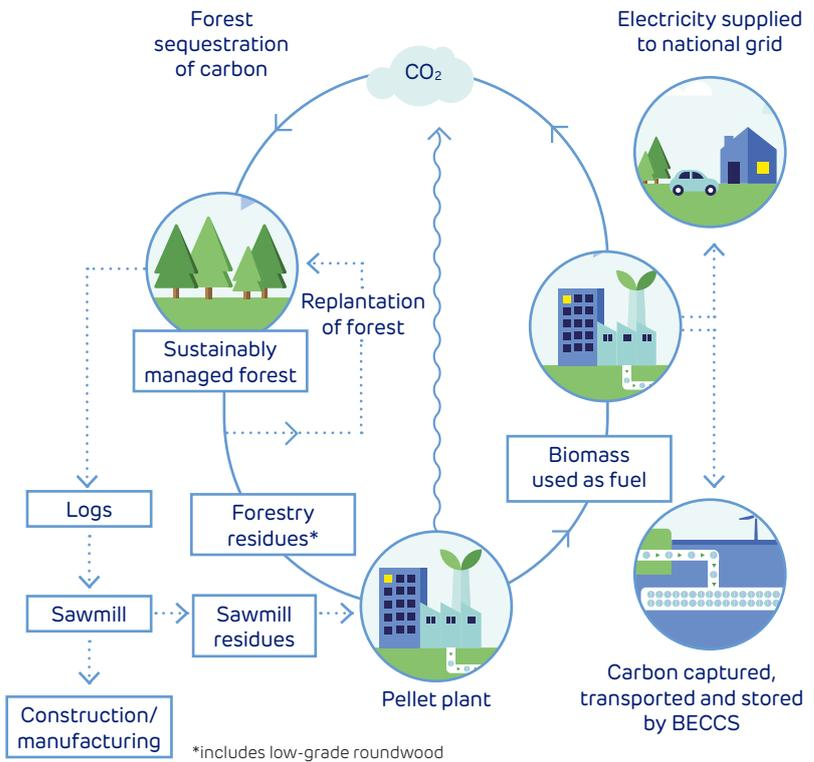 Forest
sequestration
of carbon
CO₂
Electricity supplied
to national grid
Replantation
of forest
Sustainably
managed forest
Biomass
used as fuel
Logs
Forestry
residues*
Sawmill
Sawmill
residues
Pellet plant
Carbon captured,
transported and stored
by BECCS
Construction/
manufacturing
*includes low-grade roundwood